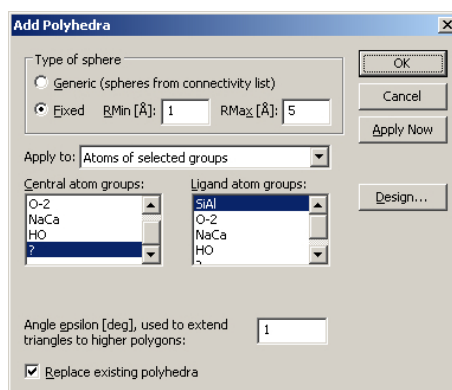 Add Polyhedra
Type of sphere
Generic (spheres from connectivity list)
Fixed RMin [Å]: 1 RMax [Å]: 5
OK
Cancel
Apply Now
Apply to: Atoms of selected groups
Central atom groups: Ligand atom groups:
O-2 SiAl
NaCa O-2
HO NaCa
? HO
?
Design...
Angle epsilon [deg], used to extend
triangles to higher polygons: 1
Replace existing polyhedra